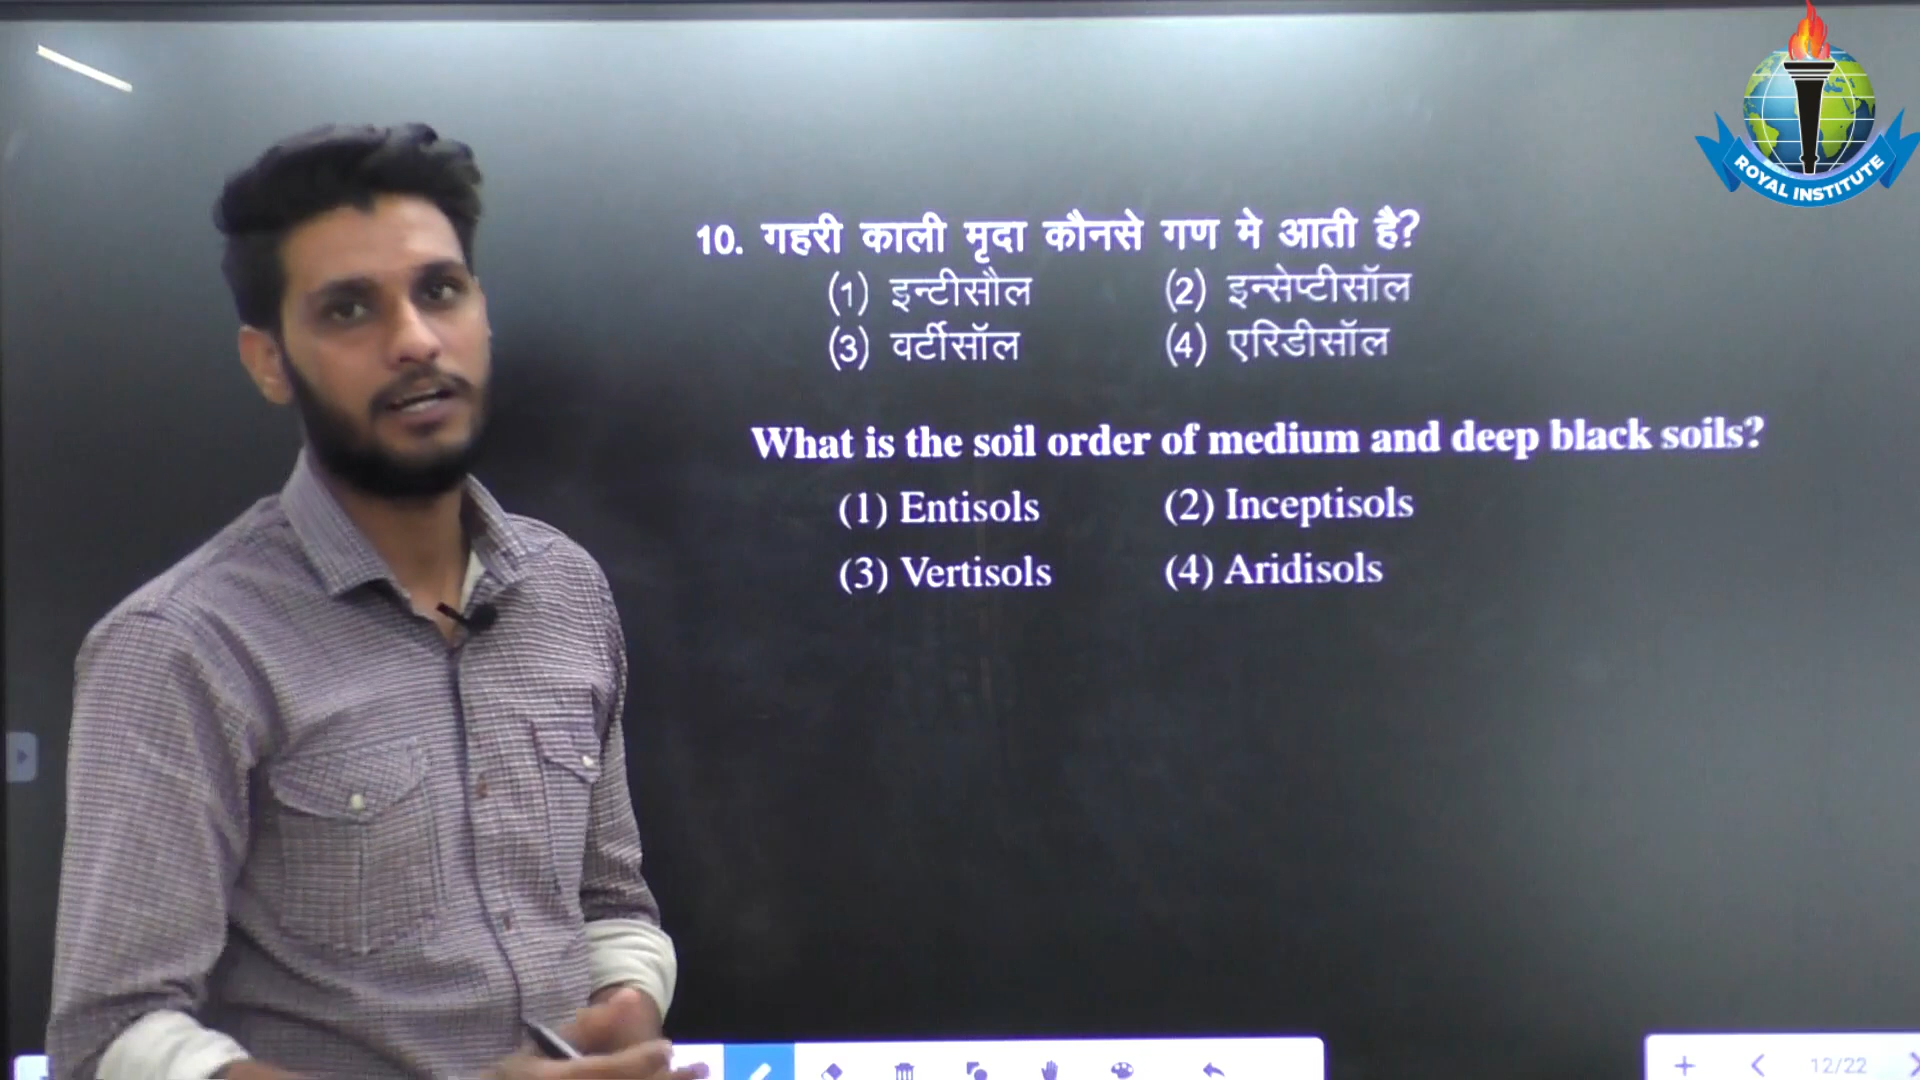 ROYAL INSTITUTE
10. गहरी काली मृदा कौनसे गण मे आती है?
(1) इन्टीसौल (2) इन्सेप्टीसॉल
(3) वर्टीसॉल (4) एरिडीसॉल
What is the soil order of medium and deep black soils?
(1) Entisols (2) Inceptisols
(3) Vertisols (4) Aridisols
12/22